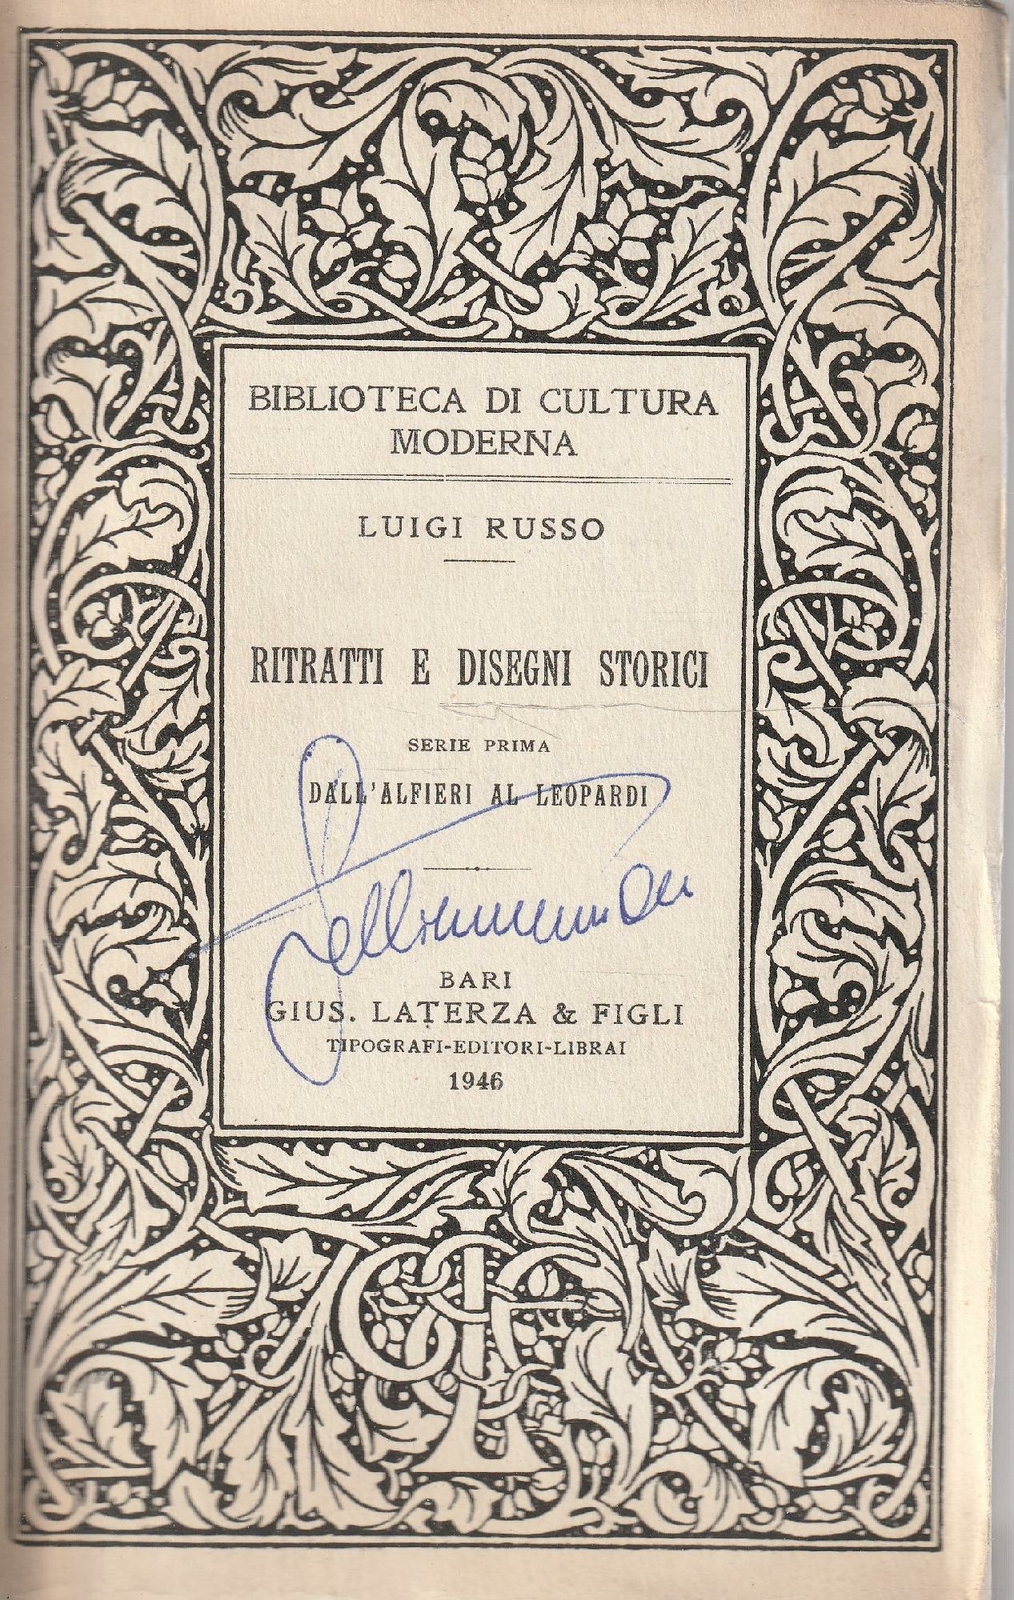 BIBLIOTECA DI CULTURA
MODERNA
LUIGI RUSSO
RITRATTI E DISEGNI STORICI
SERIE PRIMA
DALL'ALFIERI AL LEOPARDI
BARI
GIUS. LATERZA & FIGLI
TIPOGRAFI-EDITORI-LIBRAI
1946